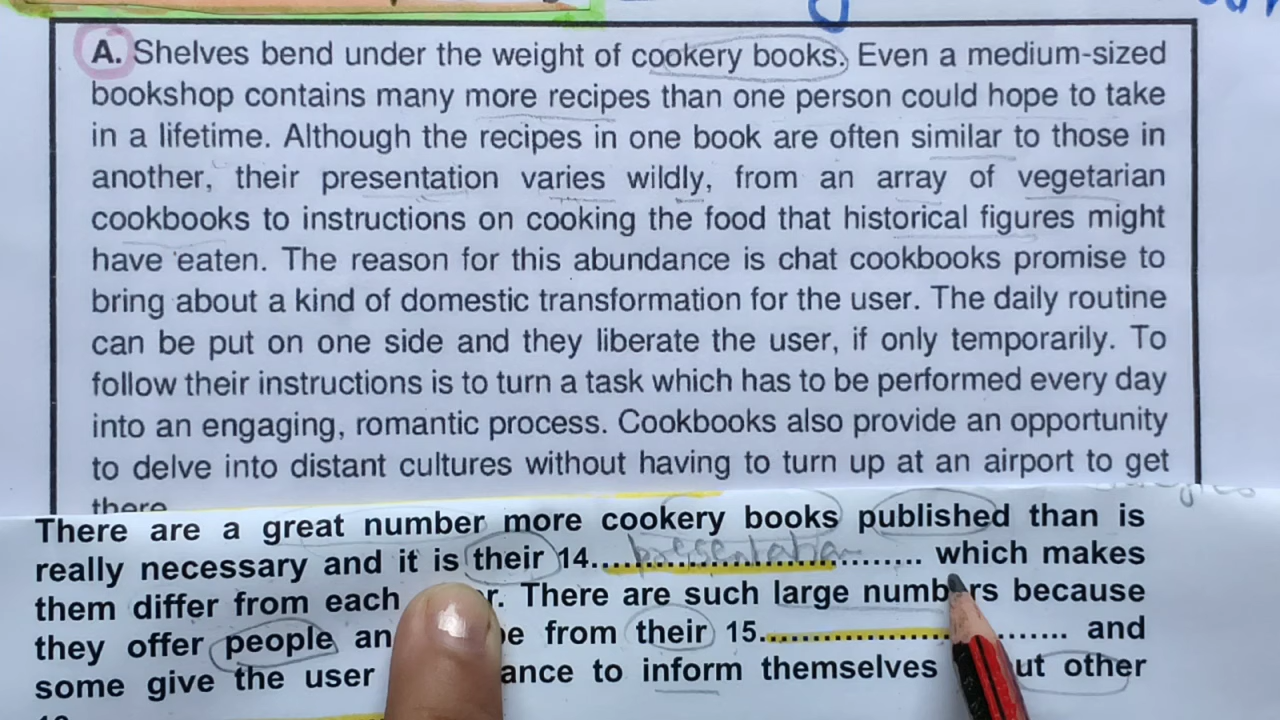 A. Shelves bend under the weight of cookery books. Even a medium-sized
bookshop contains many more recipes than one person could hope to take
in a lifetime. Although the recipes in one book are often similar to those in
another, their presentation varies wildly, from an array of vegetarian
cookbooks to instructions on cooking the food that historical figures might
have eaten. The reason for this abundance is chat cookbooks promise to
bring about a kind of domestic transformation for the user. The daily routine
can be put on one side and they liberate the user, if only temporarily. To
follow their instructions is to turn a task which has to be performed every day
into an engaging, romantic process. Cookbooks also provide an opportunity
to delve into distant cultures without having to turn up at an airport to get
there
There are a great number more cookery books published than is
really necessary and it is their 14...presentation......... which makes
them differ from each r. There are such large numbers because
they offer people an e from their 15..................... and
some give the user ance to inform themselves ut other